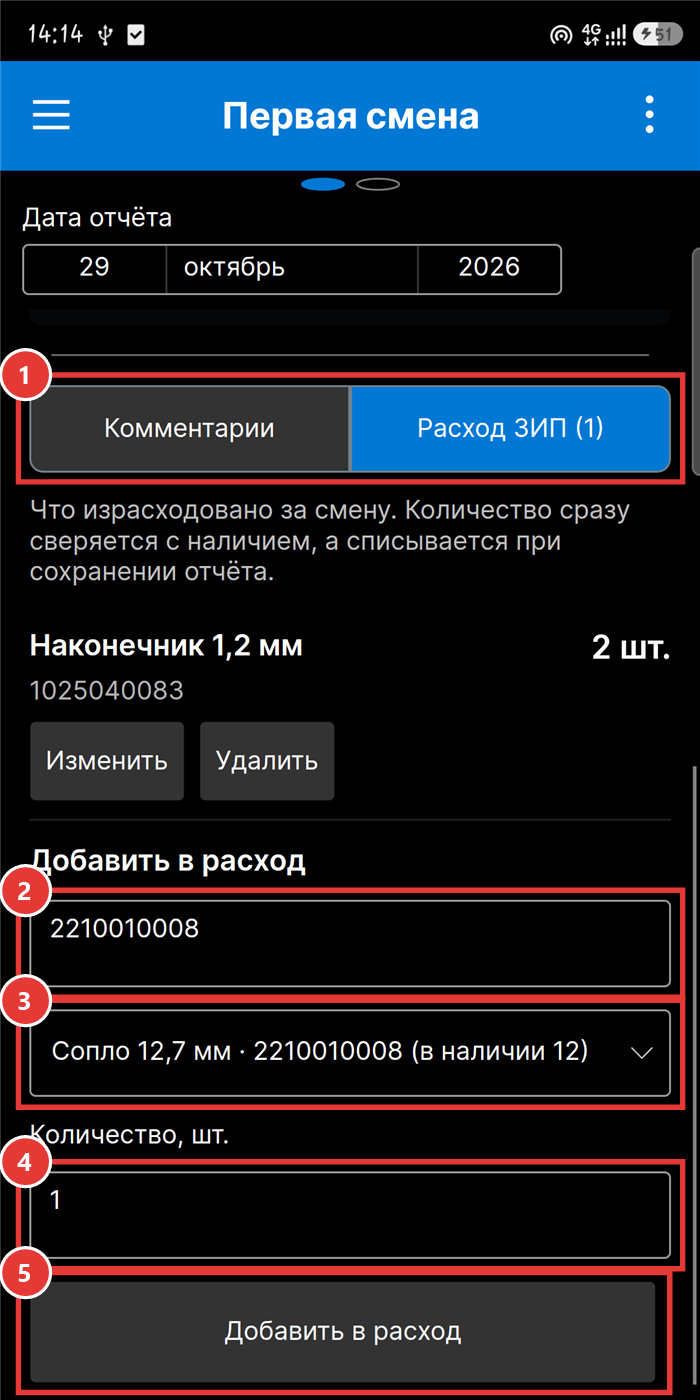 14:14
4G
51
Первая смена
Дата отчёта
29 октябрь 2026
1
Комментарии Расход ЗИП (1)
Что израсходовано за смену. Количество сразу
сверяется с наличием, а списывается при
сохранении отчёта.
Наконечник 1,2 мм 2 шт.
1025040083
Изменить Удалить
Добавить в расход
2
2210010008
3
Сопло 12,7 мм · 2210010008 (в наличии 12)
Количество, шт.
4
1
5
Добавить в расход